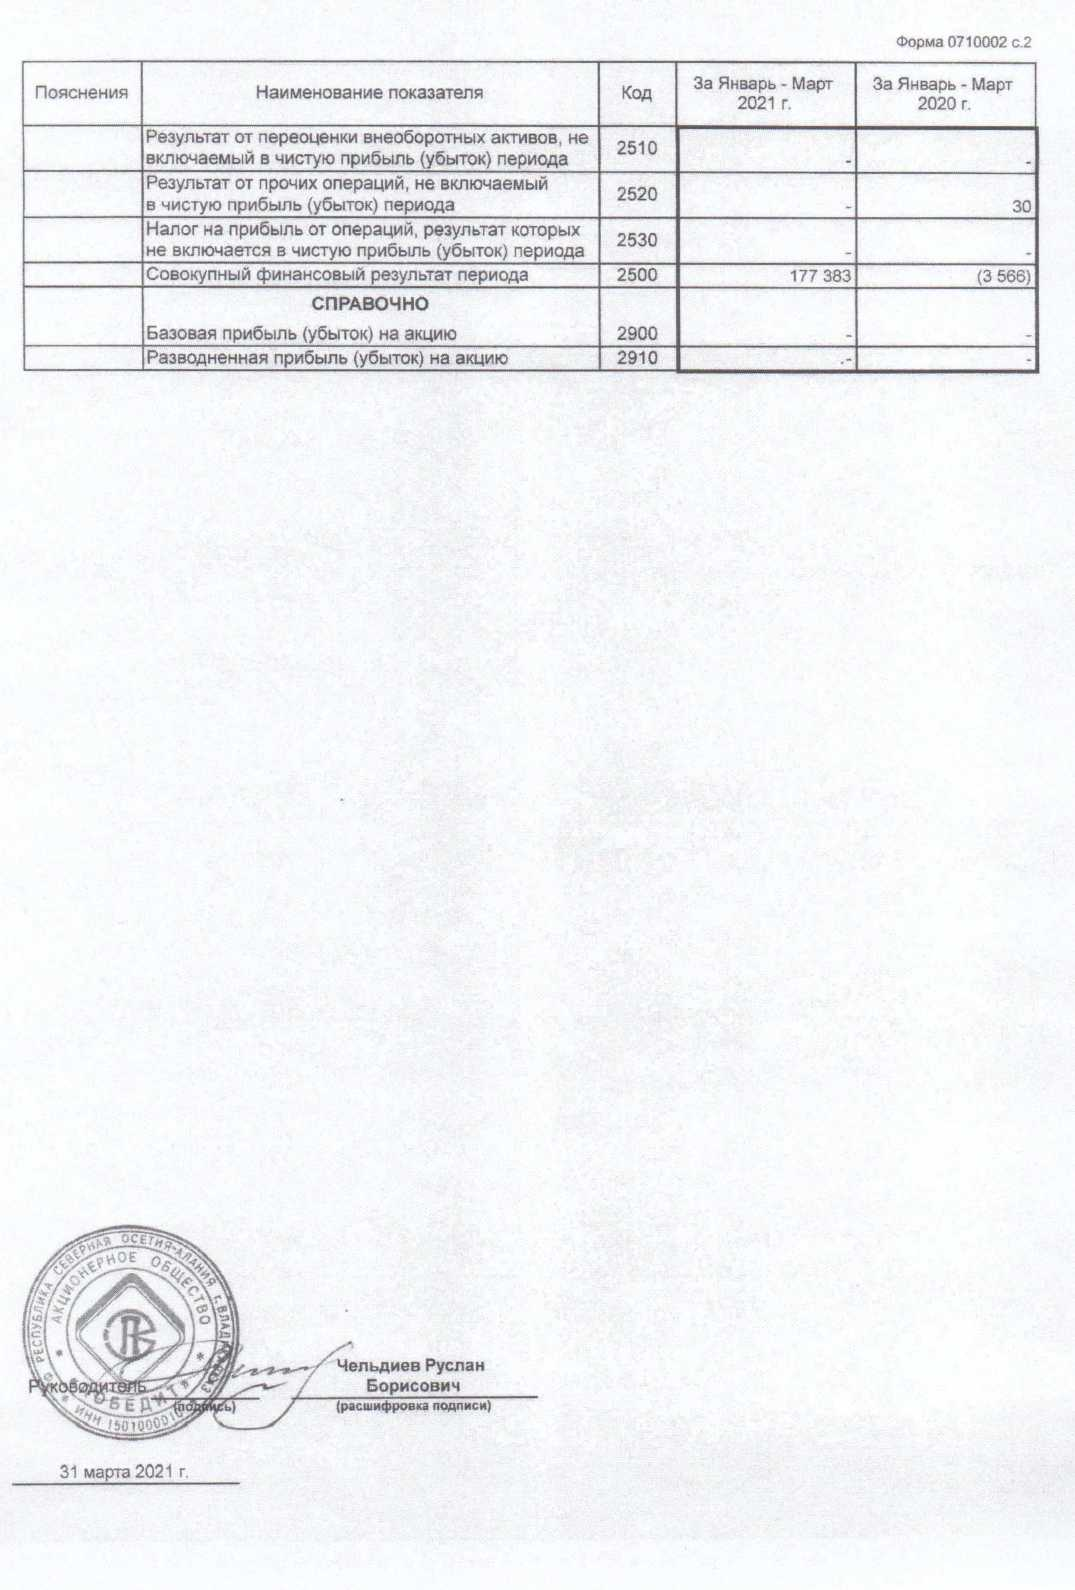 Форма 0710002 с.2
Пояснения Наименование показателя Код За Январь - Март 2021 г. За Январь - Март 2020 г.
Результат от переоценки внеоборотных активов, не
включаемый в чистую прибыль (убыток) периода 2510 - -
Результат от прочих операций, не включаемый
в чистую прибыль (убыток) периода 2520 - 30
Налог на прибыль от операций, результат которых
не включается в чистую прибыль (убыток) периода 2530 - -
Совокупный финансовый результат периода 2500 177 383 (3 566)
СПРАВОЧНО
Базовая прибыль (убыток) на акцию 2900 - -
Разводненная прибыль (убыток) на акцию 2910 .- -
РЕСПУБЛИКА СЕВЕРНАЯ ОСЕТИЯ-АЛАНИЯ
АКЦИОНЕРНОЕ ОБЩЕСТВО
Чельдиев Руслан
Руководитель Борисович
(подпись) (расшифровка подписи)
31 марта 2021 г.